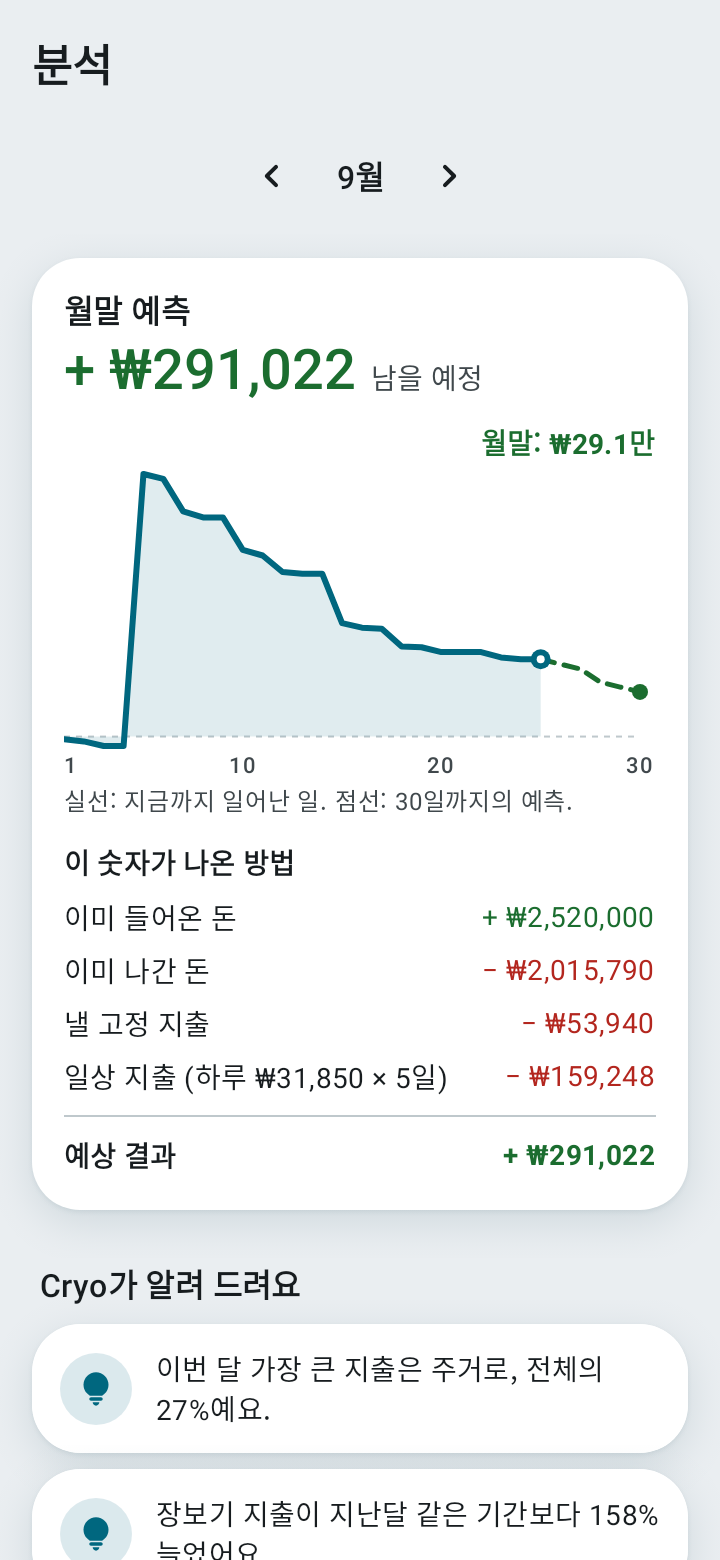 분석
9월
월말 예측
+ ₩291,022 남을 예정
월말: ₩29.1만
1 10 20 30
실선: 지금까지 일어난 일. 점선: 30일까지의 예측.
이 숫자가 나온 방법
이미 들어온 돈 + ₩2,520,000
이미 나간 돈 − ₩2,015,790
낼 고정 지출 − ₩53,940
일상 지출 (하루 ₩31,850 × 5일) − ₩159,248
예상 결과 + ₩291,022
Cryo가 알려 드려요
이번 달 가장 큰 지출은 주거로, 전체의
27%예요.
장보기 지출이 지난달 같은 기간보다 158%
늘었어요